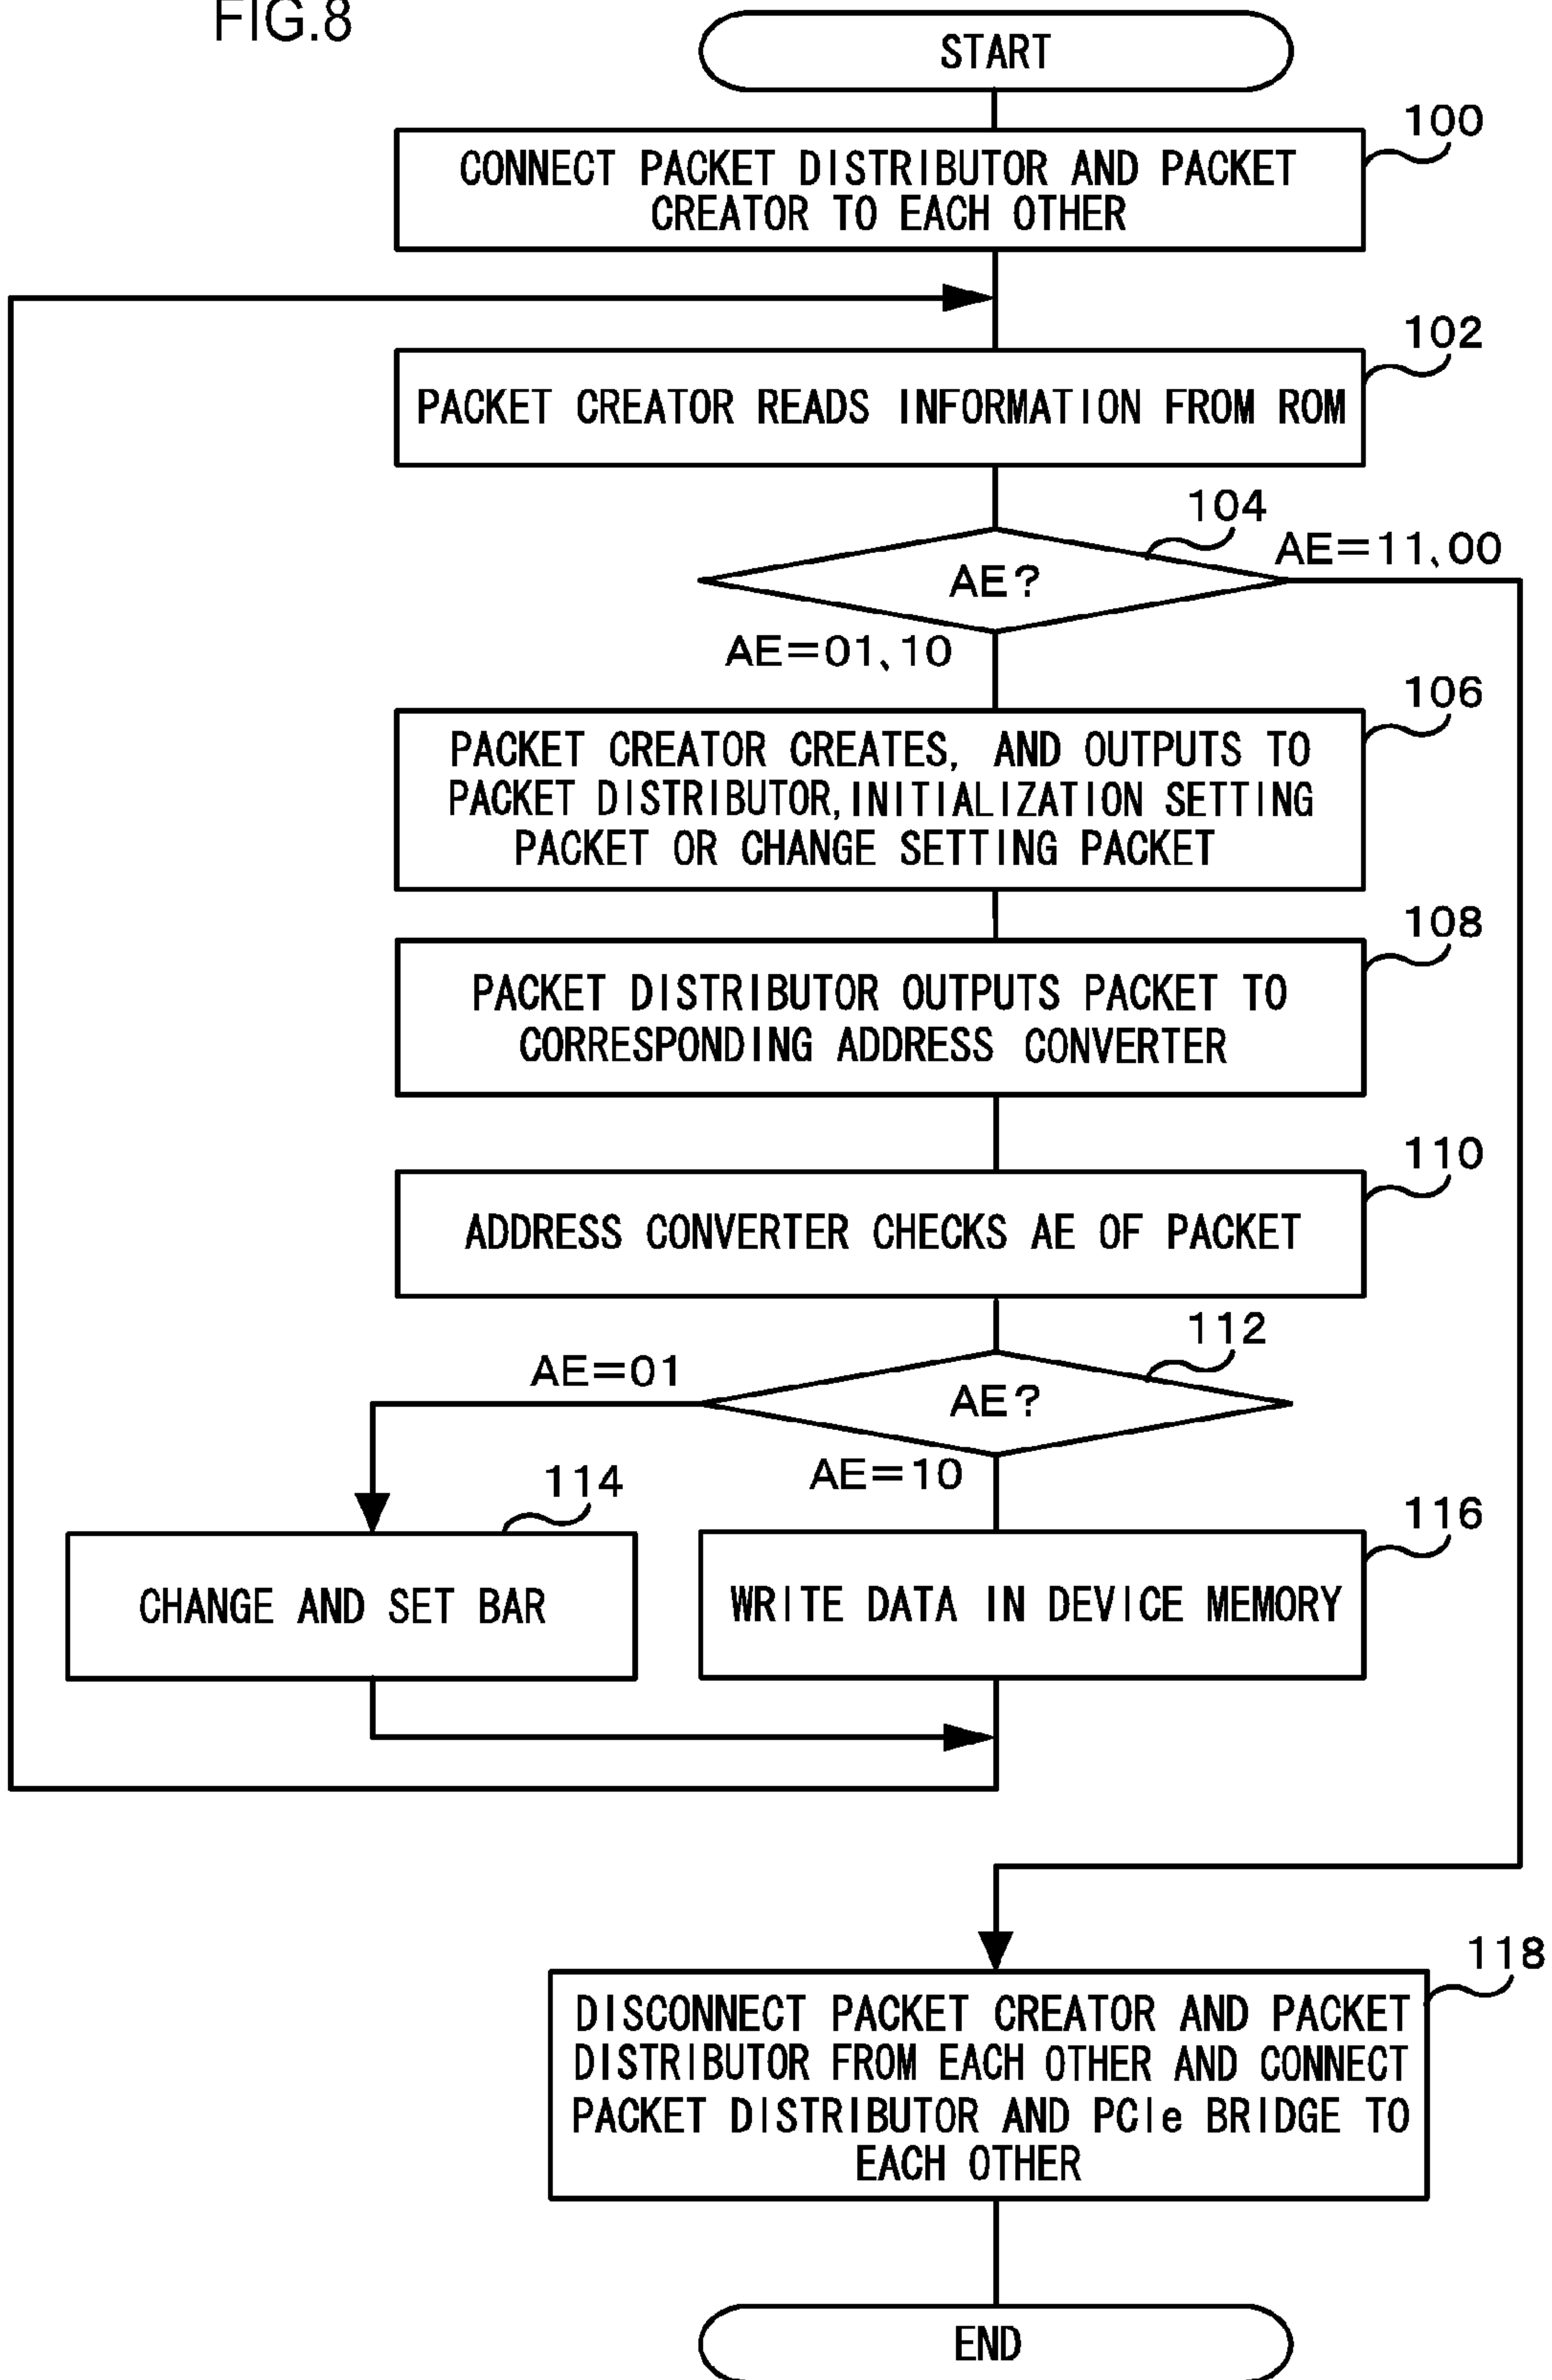 FIG.8
START
100
CONNECT PACKET DISTRIBUTOR AND PACKET
CREATOR TO EACH OTHER
102
PACKET CREATOR READS INFORMATION FROM ROM
104
AE=11、00
AE?
AE=01、10
106
PACKET CREATOR CREATES, AND OUTPUTS TO
PACKET DISTRIBUTOR,INITIALIZATION SETTING
PACKET OR CHANGE SETTING PACKET
108
PACKET DISTRIBUTOR OUTPUTS PACKET TO
CORRESPONDING ADDRESS CONVERTER
110
ADDRESS CONVERTER CHECKS AE OF PACKET
112
AE=01
AE?
AE=10
114
116
CHANGE AND SET BAR
WRITE DATA IN DEVICE MEMORY
118
DISCONNECT PACKET CREATOR AND PACKET
DISTRIBUTOR FROM EACH OTHER AND CONNECT
PACKET DISTRIBUTOR AND PCIe BRIDGE TO
EACH OTHER
END